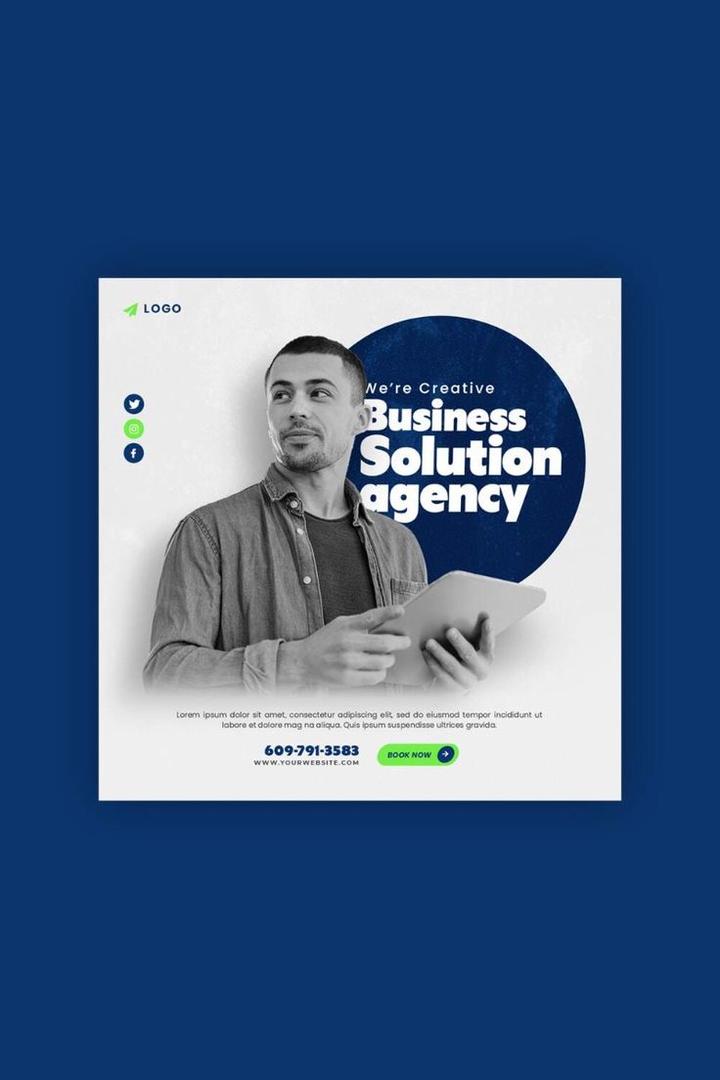 LOGO
We're Creative
Business
Solution
agency
Lorem ipsum dolor sit amet, consectetur adipiscing elit, sed do eiusmod tempor incididunt ut
labore et dolore mag na aliqua. Quis ipsum suspendisse ultrices gravida.
609-791-3583
WWW.YOURWEBSITE.COM
BOOK NOW